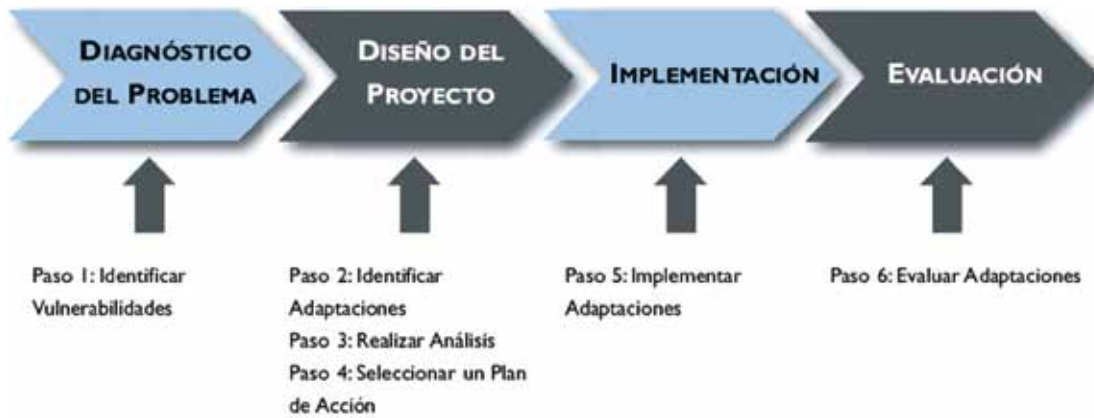 DIAGNÓSTICO
DEL PROBLEMA
DISEÑO DEL
PROYECTO
IMPLEMENTACIÓN
EVALUACIÓN
Paso 1: Identificar
Vulnerabilidades
Paso 2: Identificar
Adaptaciones
Paso 3: Realizar Análisis
Paso 4: Seleccionar un Plan
de Acción
Paso 5: Implementar
Adaptaciones
Paso 6: Evaluar Adaptaciones